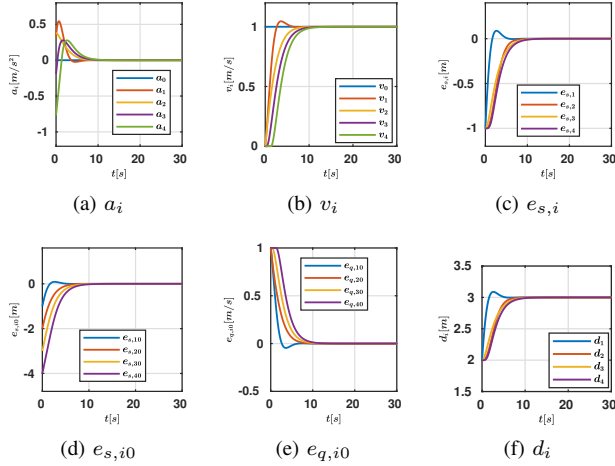 a_i[m/s²]
0.5
0
-0.5
-1
a_0
a_1
a_2
a_3
a_4
0 10 20 30
t[s]
(a) a_i
v_i[m/s]
1
0.5
0
v_0
v_1
v_2
v_3
v_4
0 10 20 30
t[s]
(b) v_i
e_{s,i}[m]
0
-0.5
-1
e_{s,1}
e_{s,2}
e_{s,3}
e_{s,4}
0 10 20 30
t[s]
(c) e_{s,i}
e_{s,i0}[m]
0
-2
-4
e_{s,10}
e_{s,20}
e_{s,30}
e_{s,40}
0 10 20 30
t[s]
(d) e_{s,i0}
e_{q,i0}[m/s]
1
0.5
0
-0.5
e_{q,10}
e_{q,20}
e_{q,30}
e_{q,40}
0 10 20 30
t[s]
(e) e_{q,i0}
d_i[m]
3.5
3
2.5
2
1.5
d_1
d_2
d_3
d_4
0 10 20 30
t[s]
(f) d_i